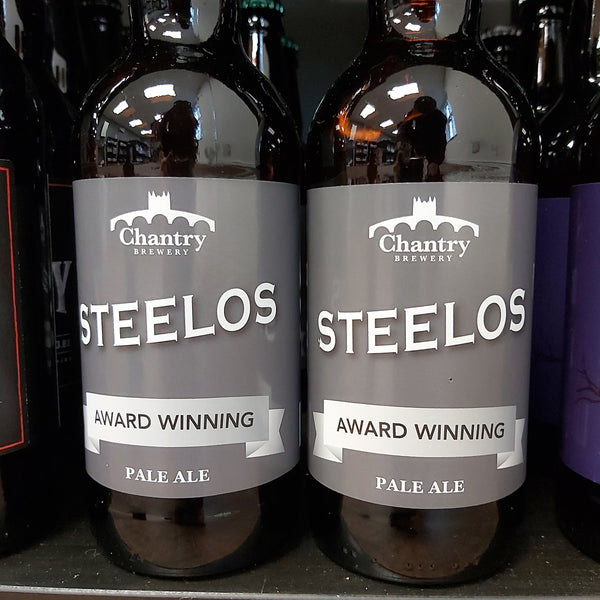 Chantry
BREWERY
STEELOS
AWARD WINNING
PALE ALE
Chantry
BREWERY
STEELOS
AWARD WINNING
PALE ALE